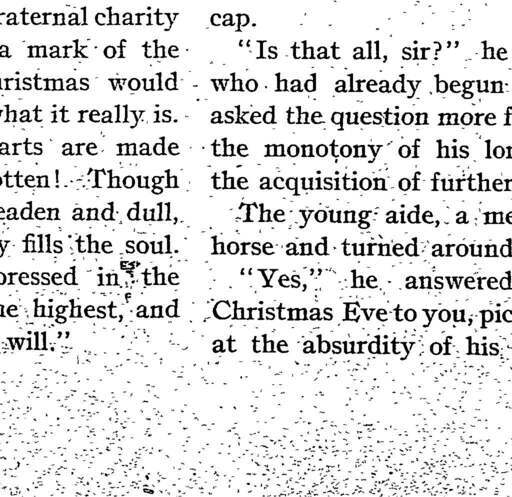 raternal charity
a mark of the
ristmas would
hat it really is.
arts are made
otten! Though
eaden and dull,
y fills the soul.
pressed in the
e highest, and
will."
cap.
"Is that all, sir?" he
who had already begun
asked the question more f
the monotony of his lon
the acquisition of further
The young aide, a me
horse and turned around
"Yes," he answered
Christmas Eve to you, pic
at the absurdity of his